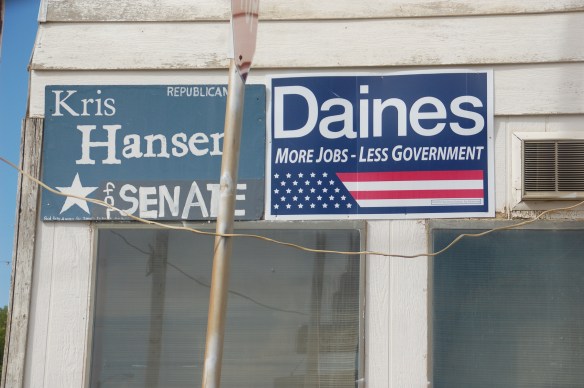 REPUBLICAN
Kris
Hansen
for SENATE
Daines
MORE JOBS - LESS GOVERNMENT